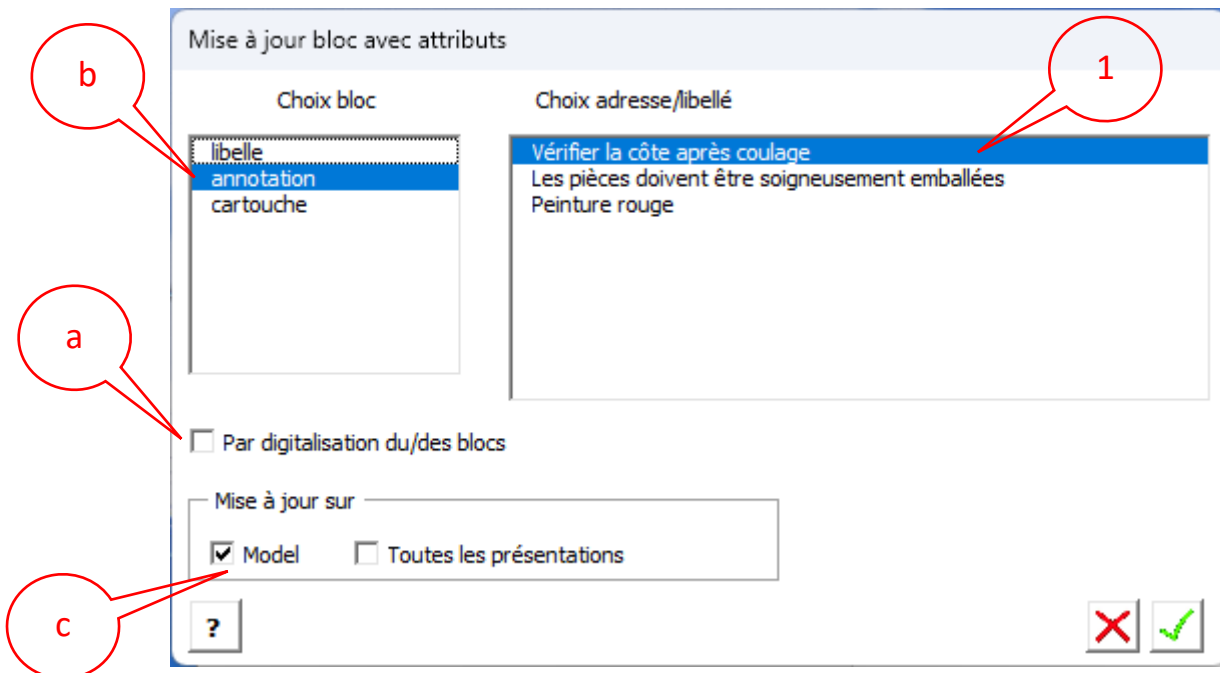 Mise à jour bloc avec attributs
b
1
Choix bloc
Choix adresse/libellé
libelle
annotation
cartouche
Vérifier la côte après coulage
Les pièces doivent être soigneusement emballées
Peinture rouge
a
Par digitalisation du/des blocs
Mise à jour sur
Model
Toutes les présentations
c
?